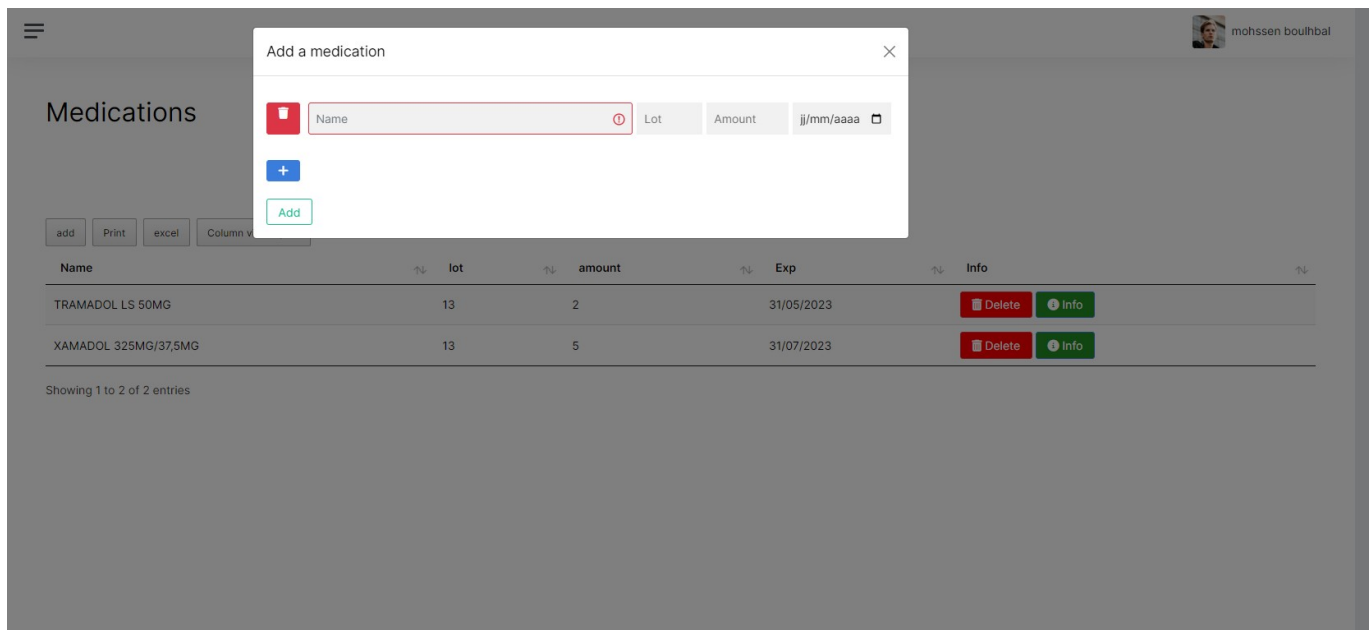 mohssen boulhbal
Add a medication
Medications
Name Lot Amount jj/mm/aaaa
+
Add
add Print excel Column v
Name lot amount Exp Info
TRAMADOL LS 50MG 13 2 31/05/2023 Delete Info
XAMADOL 325MG/37,5MG 13 5 31/07/2023 Delete Info
Showing 1 to 2 of 2 entries